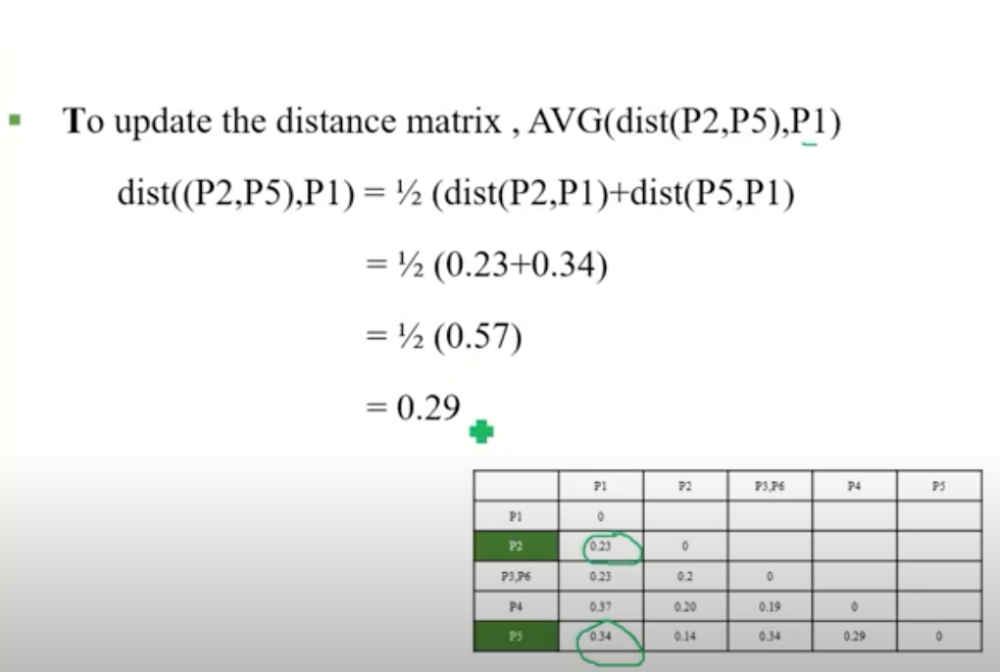 To update the distance matrix , AVG(dist(P2,P5),P1)
dist((P2,P5),P1) = ½ (dist(P2,P1)+dist(P5,P1)
= ½ (0.23+0.34)
= ½ (0.57)
= 0.29
P1 P2 P3,P6 P4 P5
P1 0
P2 0.23 0
P3,P6 0.23 0.2 0
P4 0.37 0.20 0.19 0
P5 0.34 0.14 0.34 0.29 0